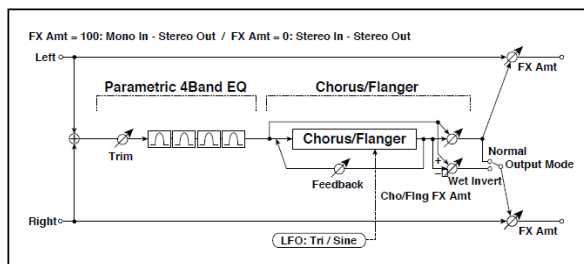 FX Amt = 100: Mono In - Stereo Out / FX Amt = 0: Stereo In - Stereo Out
Left
FX Amt
Parametric 4Band EQ
Chorus/Flanger
Trim
Chorus/Flanger
+
−
Normal
Output Mode
Wet Invert
Feedback
Cho/Flng FX Amt
Right
LFO: Tri / Sine
FX Amt